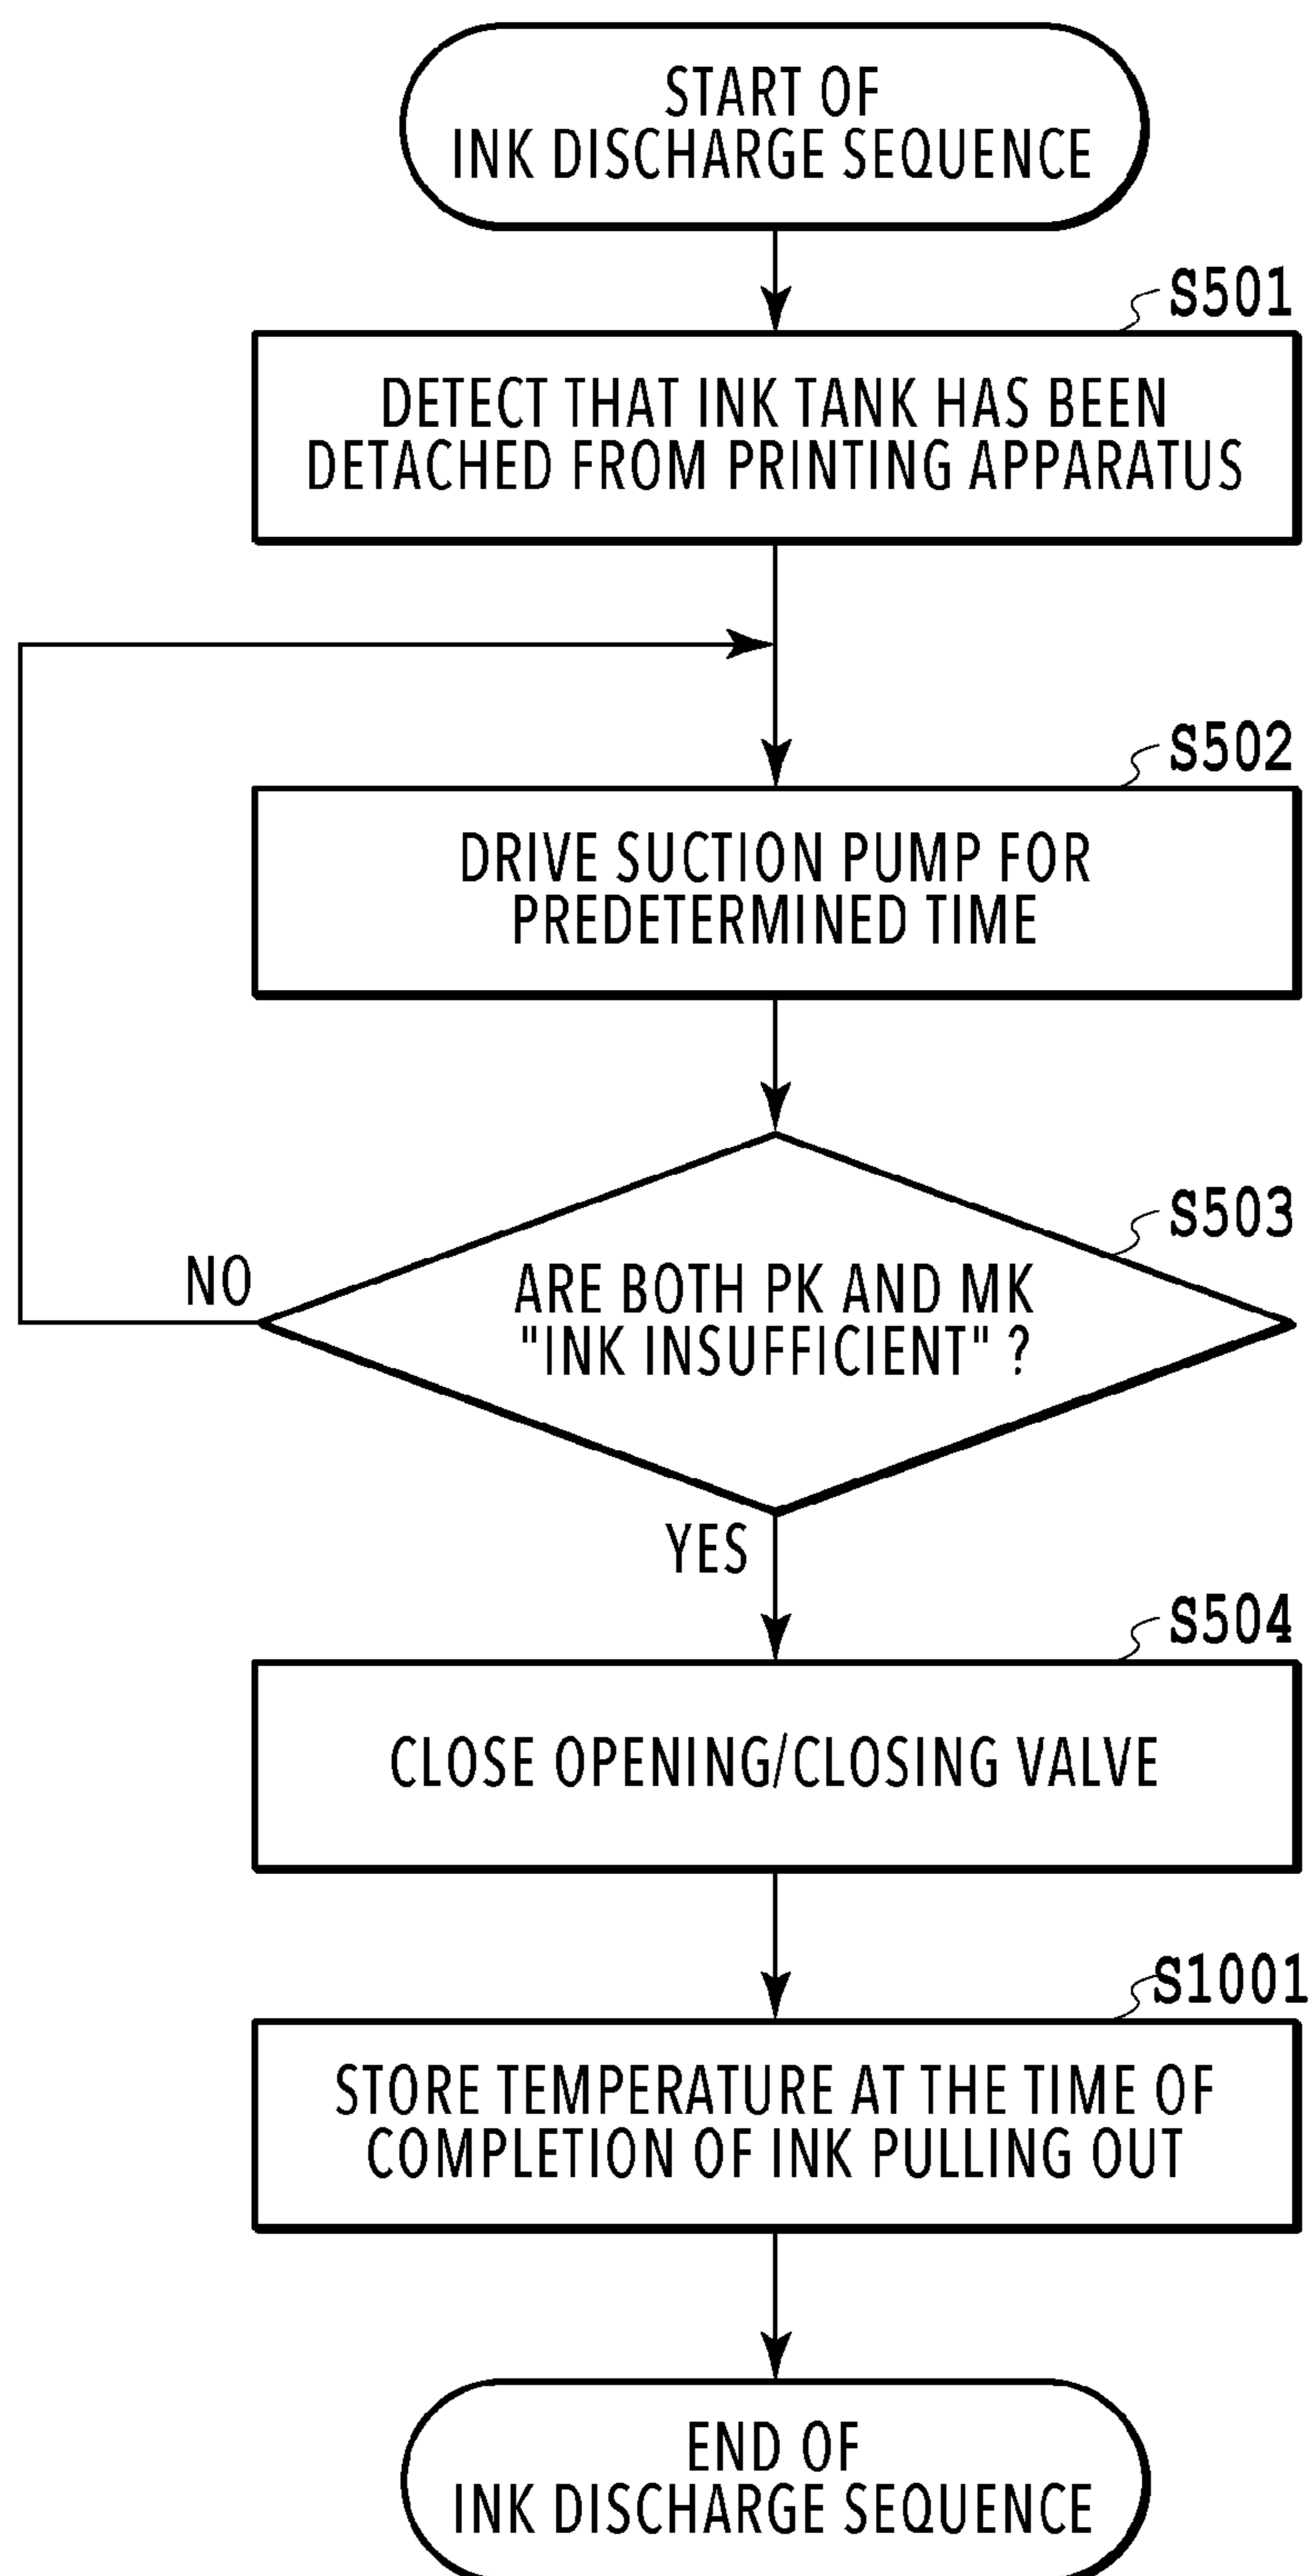 START OF
INK DISCHARGE SEQUENCE
S501
DETECT THAT INK TANK HAS BEEN
DETACHED FROM PRINTING APPARATUS
S502
DRIVE SUCTION PUMP FOR
PREDETERMINED TIME
S503
ARE BOTH PK AND MK
"INK INSUFFICIENT" ?
NO
YES
S504
CLOSE OPENING/CLOSING VALVE
S1001
STORE TEMPERATURE AT THE TIME OF
COMPLETION OF INK PULLING OUT
END OF
INK DISCHARGE SEQUENCE